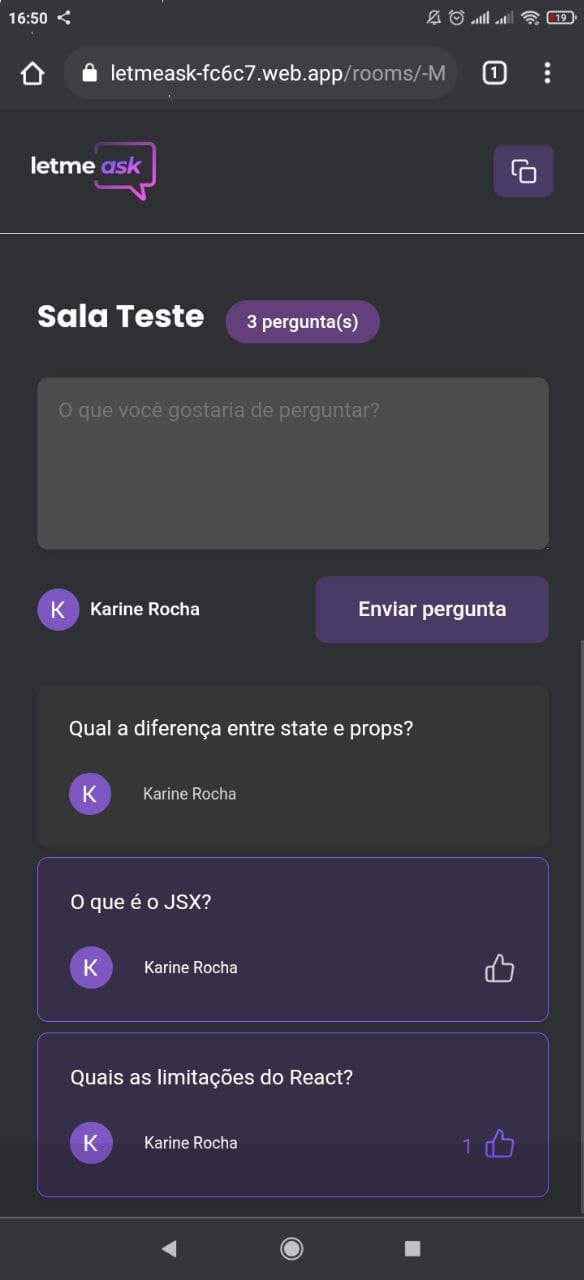 16:50
19
letmeask-fc6c7.web.app/rooms/-M
1
letme ask
Sala Teste
3 pergunta(s)
O que você gostaria de perguntar?
K Karine Rocha
Enviar pergunta
Qual a diferença entre state e props?
K Karine Rocha
O que é o JSX?
K Karine Rocha
Quais as limitações do React?
K Karine Rocha
1